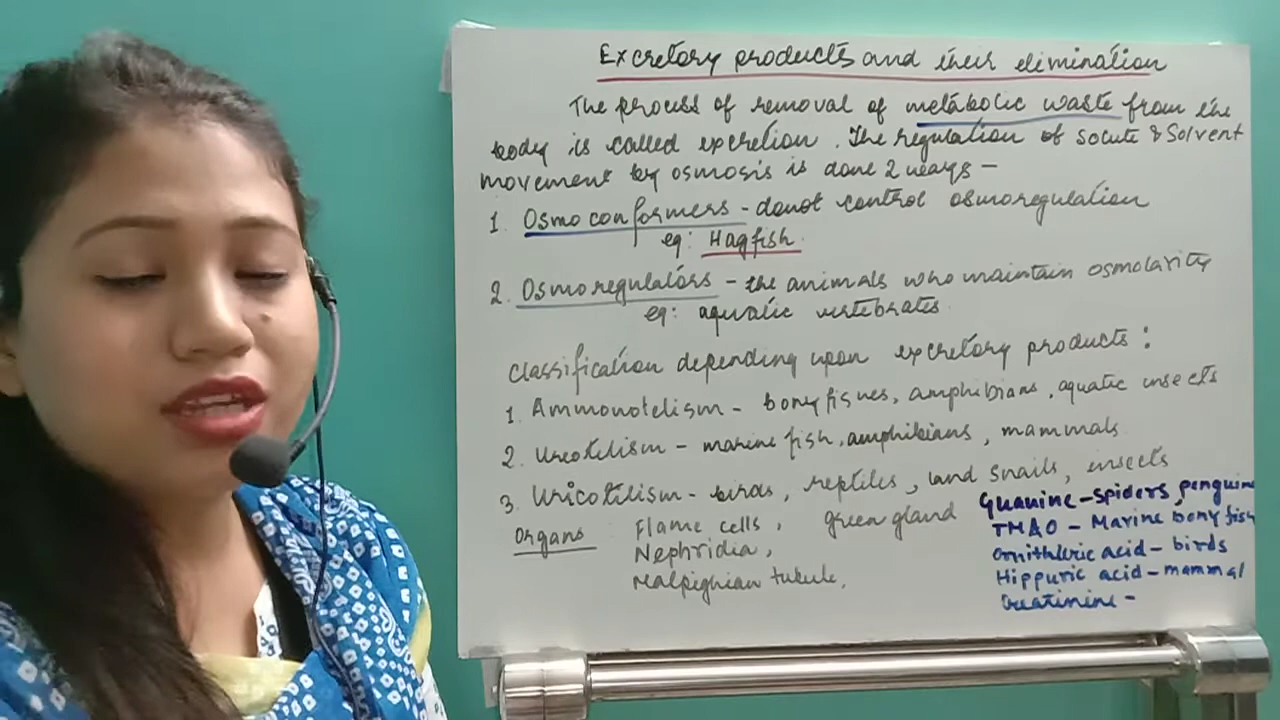 Excretory products and their elimination
The process of removal of metabolic waste from the
body is called excretion. The regulation of solute & Solvent
movement by osmosis is done 2 ways -
1. Osmoconformers - donot control osmoregulation
eg: Hagfish.
2. Osmoregulators - the animals who maintain osmolarity
eg: aquatic vertebrates.
Classification depending upon excretory products:
1. Ammonotelism - bony fishes, amphibians, aquatic insects
2. Ureotelism - marine fish, amphibians, mammals
3. Uricotelism - birds, reptiles, land snails, insects
Organs Flame cells, green gland
Nephridia,
Malpighian tubule,
Guanine - spiders, penguins
TMAO - Marine bony fish
Ornitheric acid - birds
Hippuric acid - mammal
Creatinine -